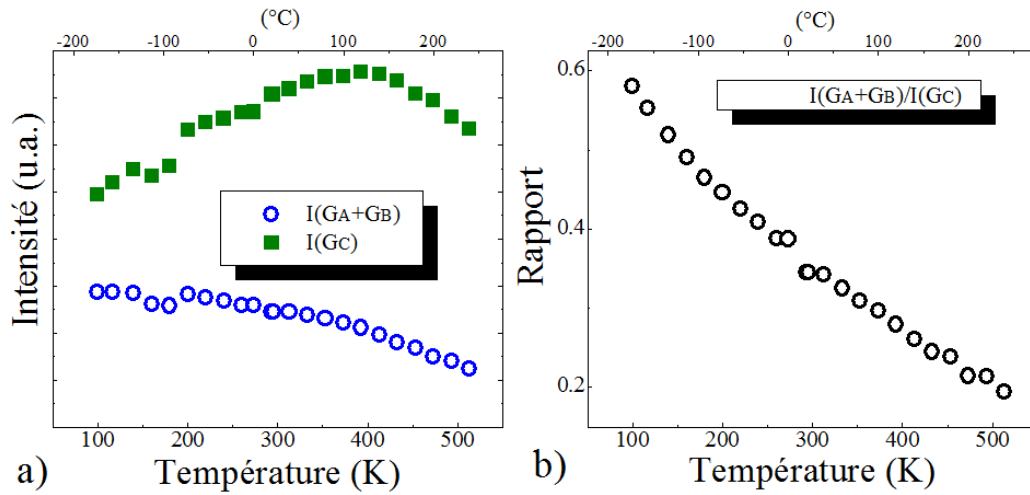 (°C)
-200 -100 0 100 200
Intensité (u.a.)
I(GA+GB)
I(GC)
100 200 300 400 500
Température (K)
a)
(°C)
-200 -100 0 100 200
0.6
0.4
0.2
Rapport
I(GA+GB)/I(GC)
100 200 300 400 500
Température (K)
b)